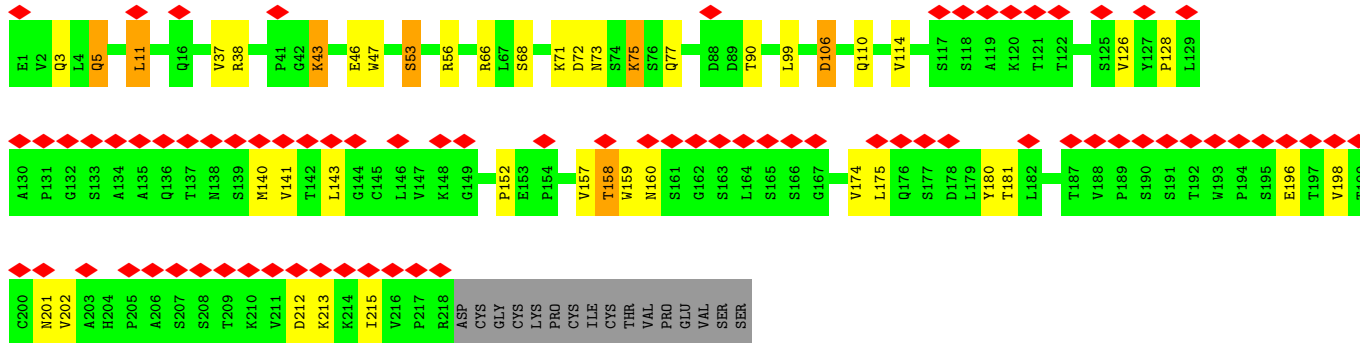 E1 V2 Q3 L4 Q5 L11 Q16 V37 R38 P41 G42 K43 E46 W47 S53 R56 R66 L67 S68 K71 D72 N73 S74 K75 S76 Q77 D88 D89 T90 L99 D106 Q110 V114 S117 S118 A119 K120 T121 T122 S125 V126 Y127 P128 L129
A130 P131 G132 S133 A134 A135 Q136 T137 N138 S139 M140 V141 T142 L143 G144 C145 L146 V147 K148 G149 P152 E153 P154 V157 T158 W159 N160 S161 G162 S163 L164 S165 S166 G167 V174 L175 Q176 S177 D178 L179 Y180 T181 L182 T187 V188 P189 S190 S191 T192 W193 P194 S195 E196 T197 V198
C200 N201 V202 A203 H204 P205 A206 S207 S208 T209 K210 V211 D212 K213 K214 I215 V216 P217 R218 ASP CYS GLY CYS LYS PRO CYS ILE CYS THR VAL PRO GLU VAL SER SER